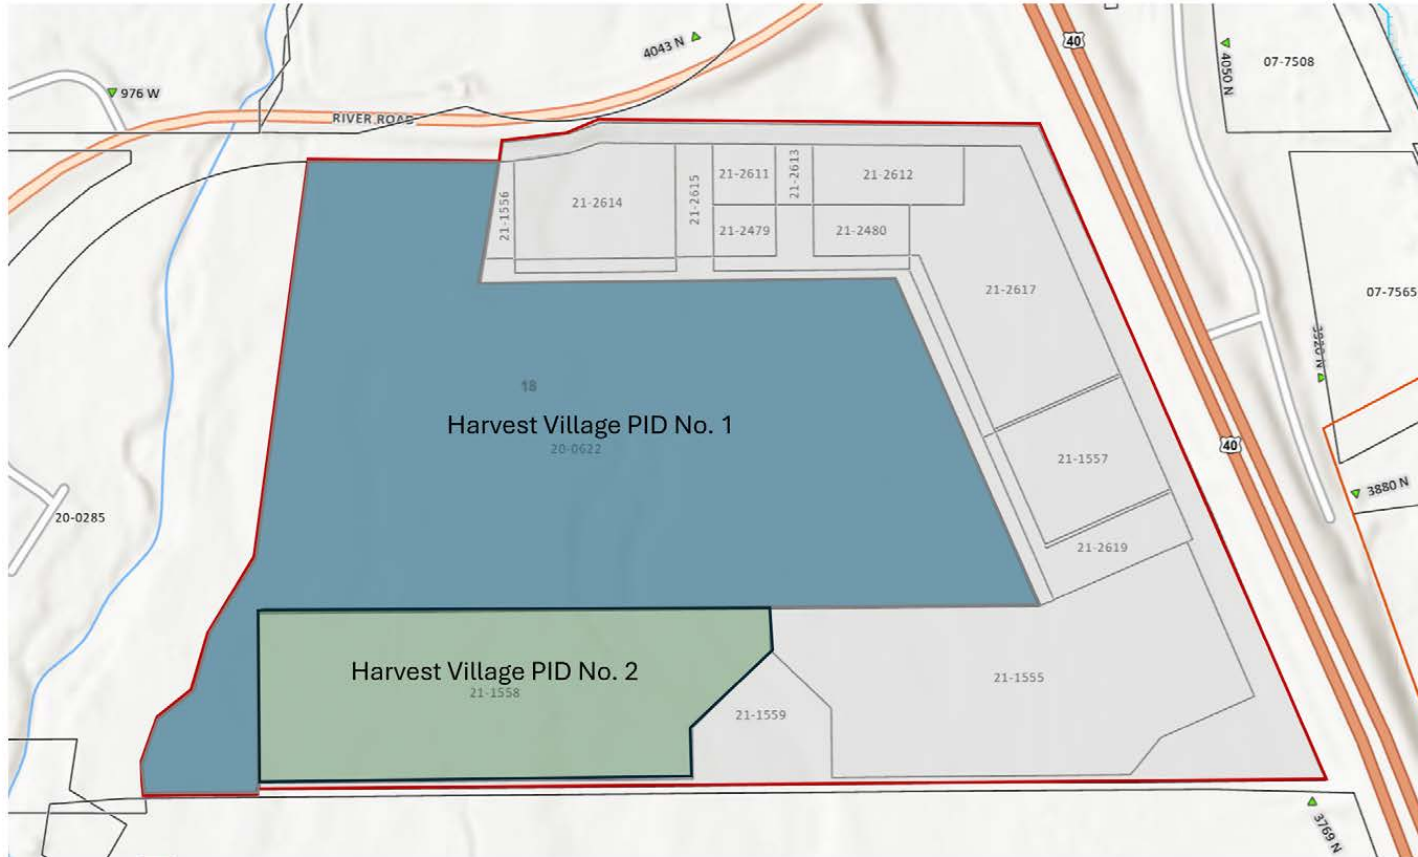 40
4043 N
4050 N
07-7508
976 W
RIVER ROAD
21-2611
21-2613
21-2612
21-1556
21-2614
21-2615
21-2479
21-2480
21-2617
07-7565
3920 N
18
Harvest Village PID No. 1
20-0622
40
21-1557
3880 N
20-0285
21-2619
Harvest Village PID No. 2
21-1558
21-1555
21-1559
3769 N